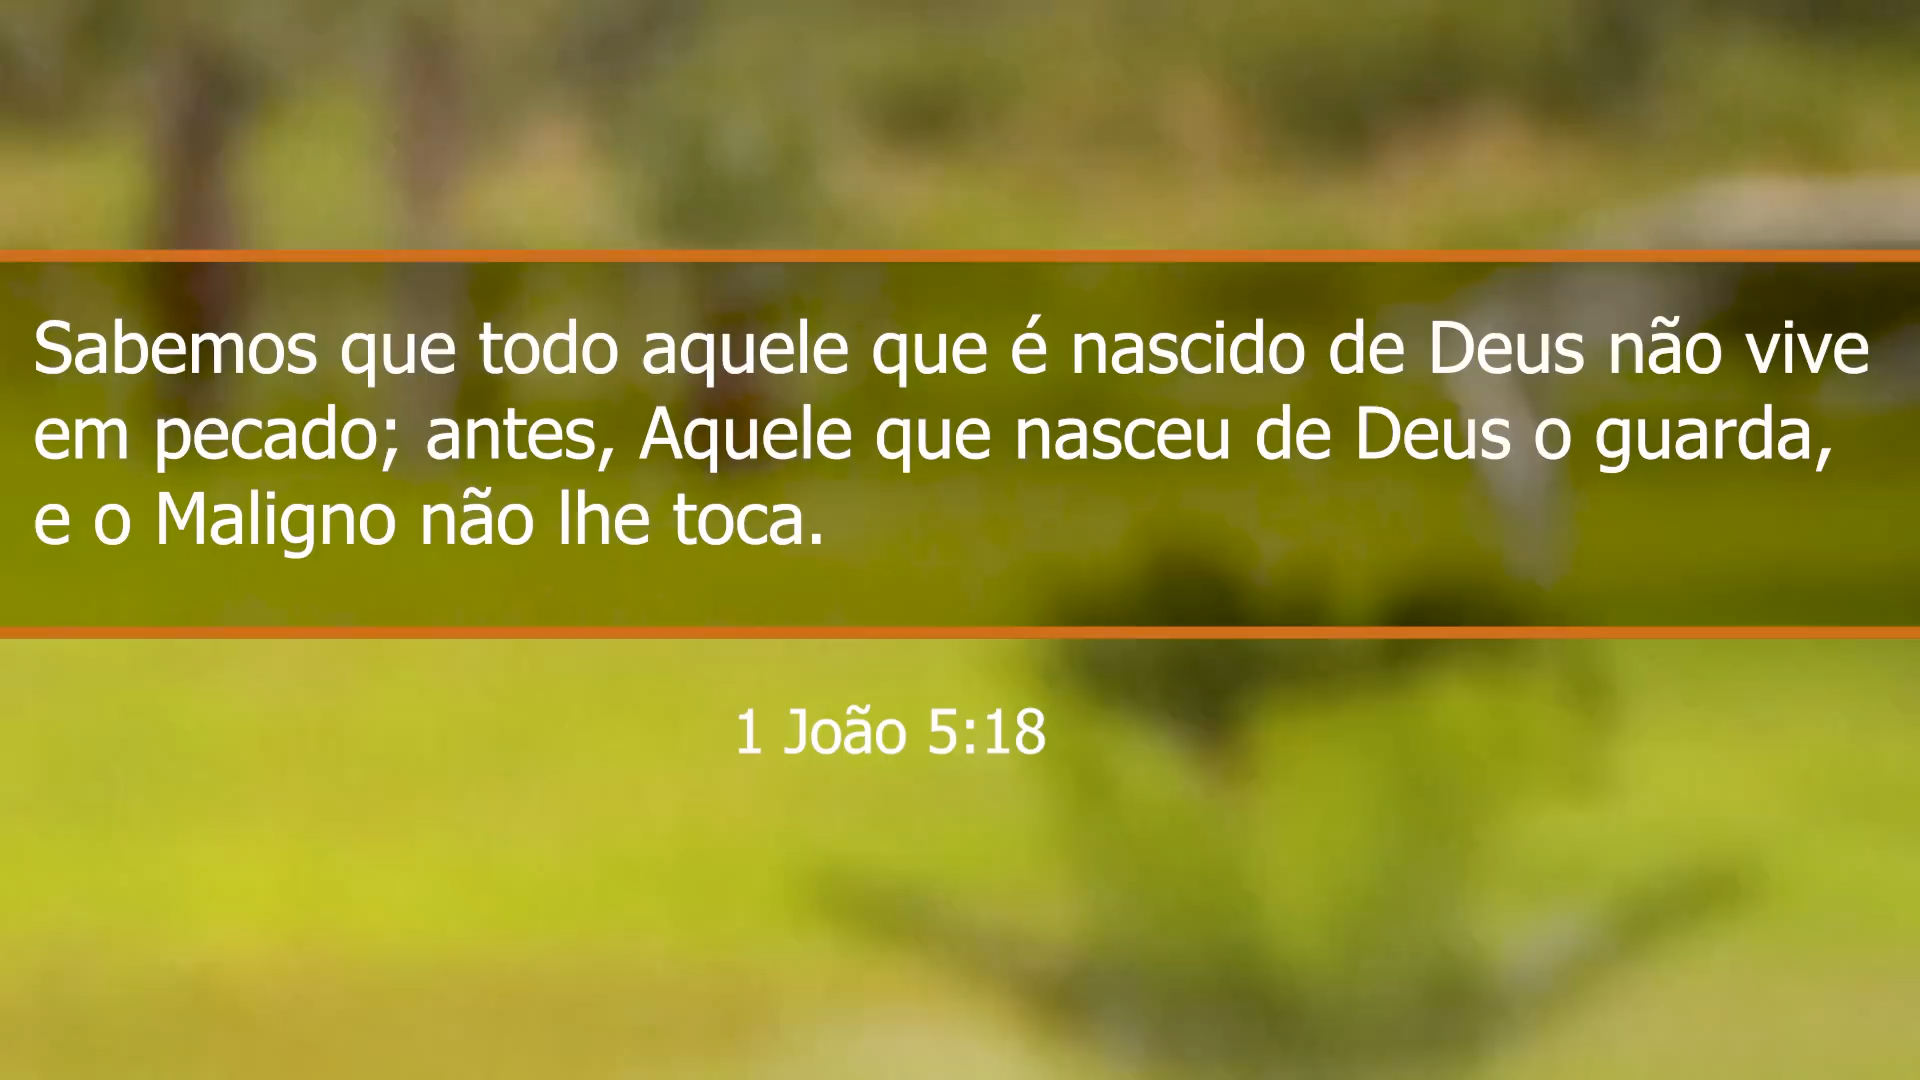 Sabemos que todo aquele que é nascido de Deus não vive
em pecado; antes, Aquele que nasceu de Deus o guarda,
e o Maligno não lhe toca.
1 João 5:18